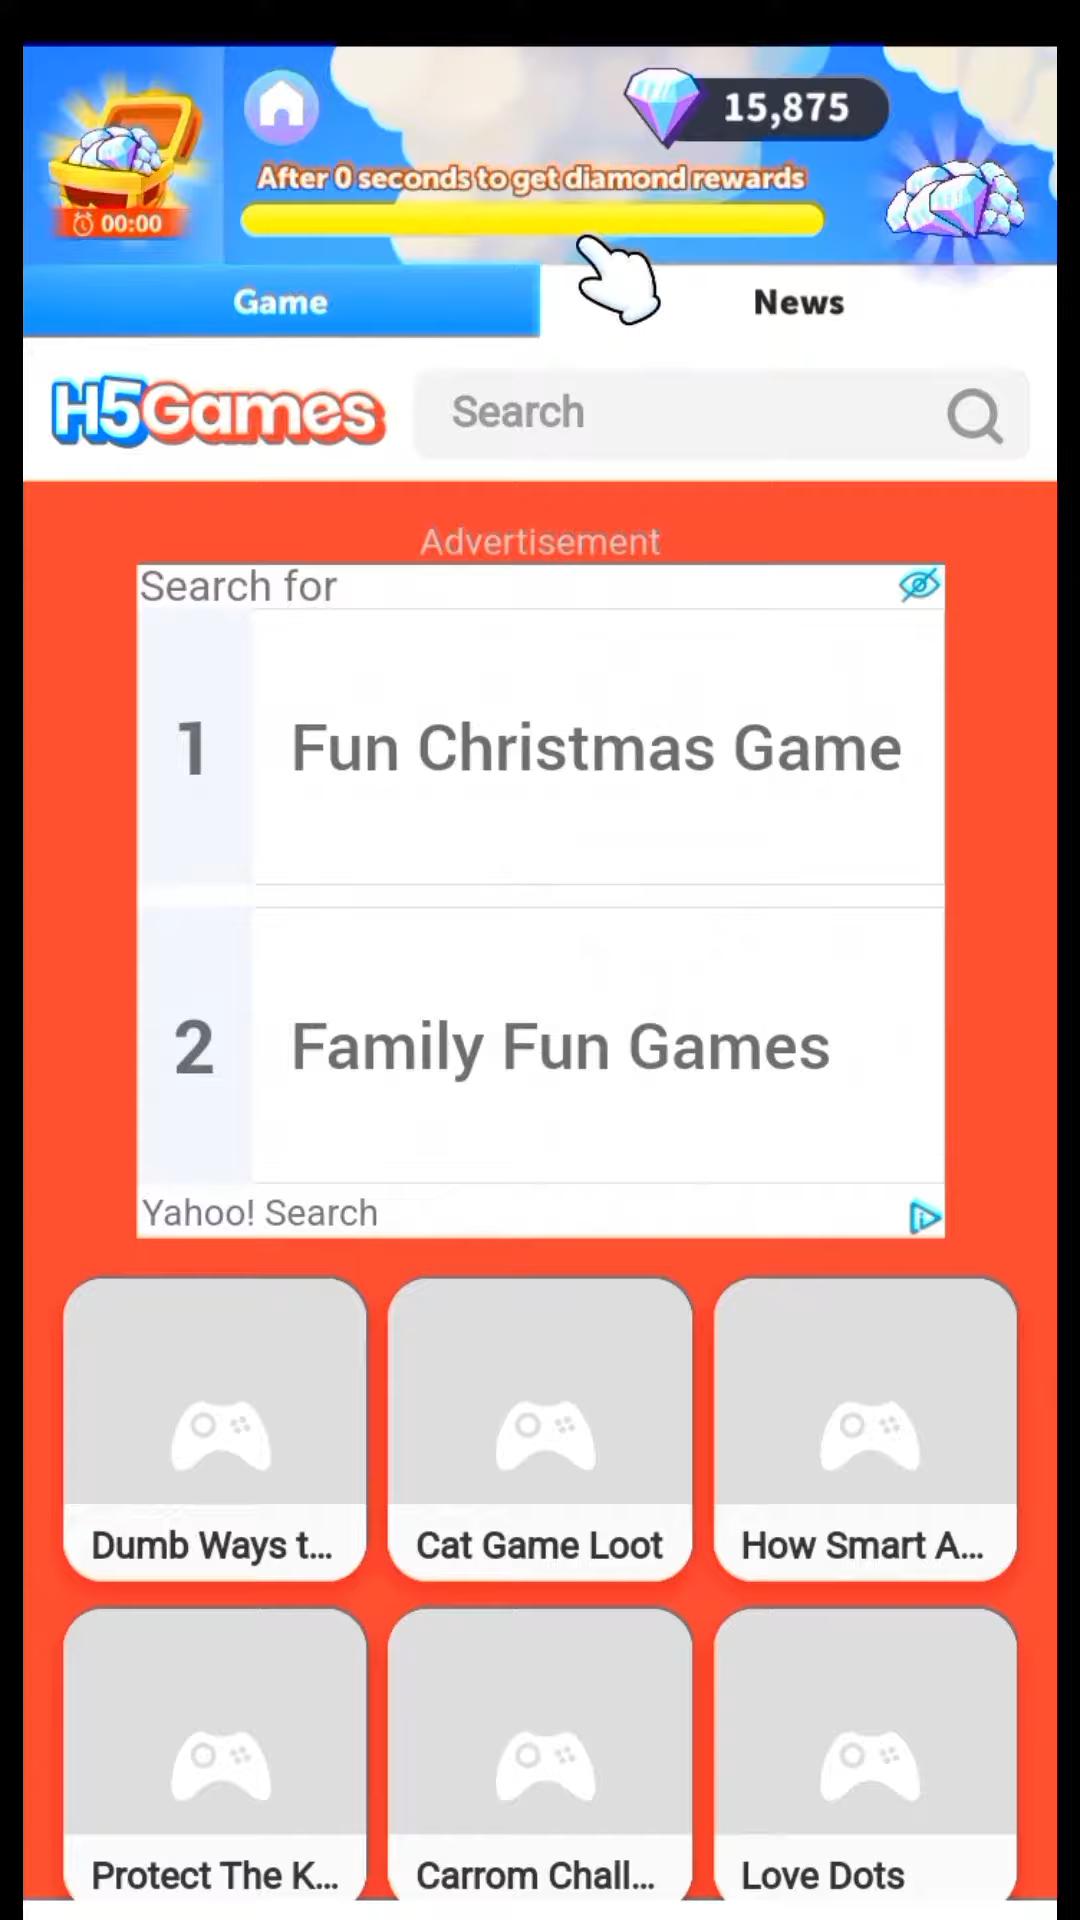 15,875
After 0 seconds to get diamond rewards
00:00
Game
News
H5Games
Search
Advertisement
Search for
1 Fun Christmas Game
2 Family Fun Games
Yahoo! Search
Dumb Ways t...
Cat Game Loot
How Smart A...
Protect The K...
Carrom Chall...
Love Dots